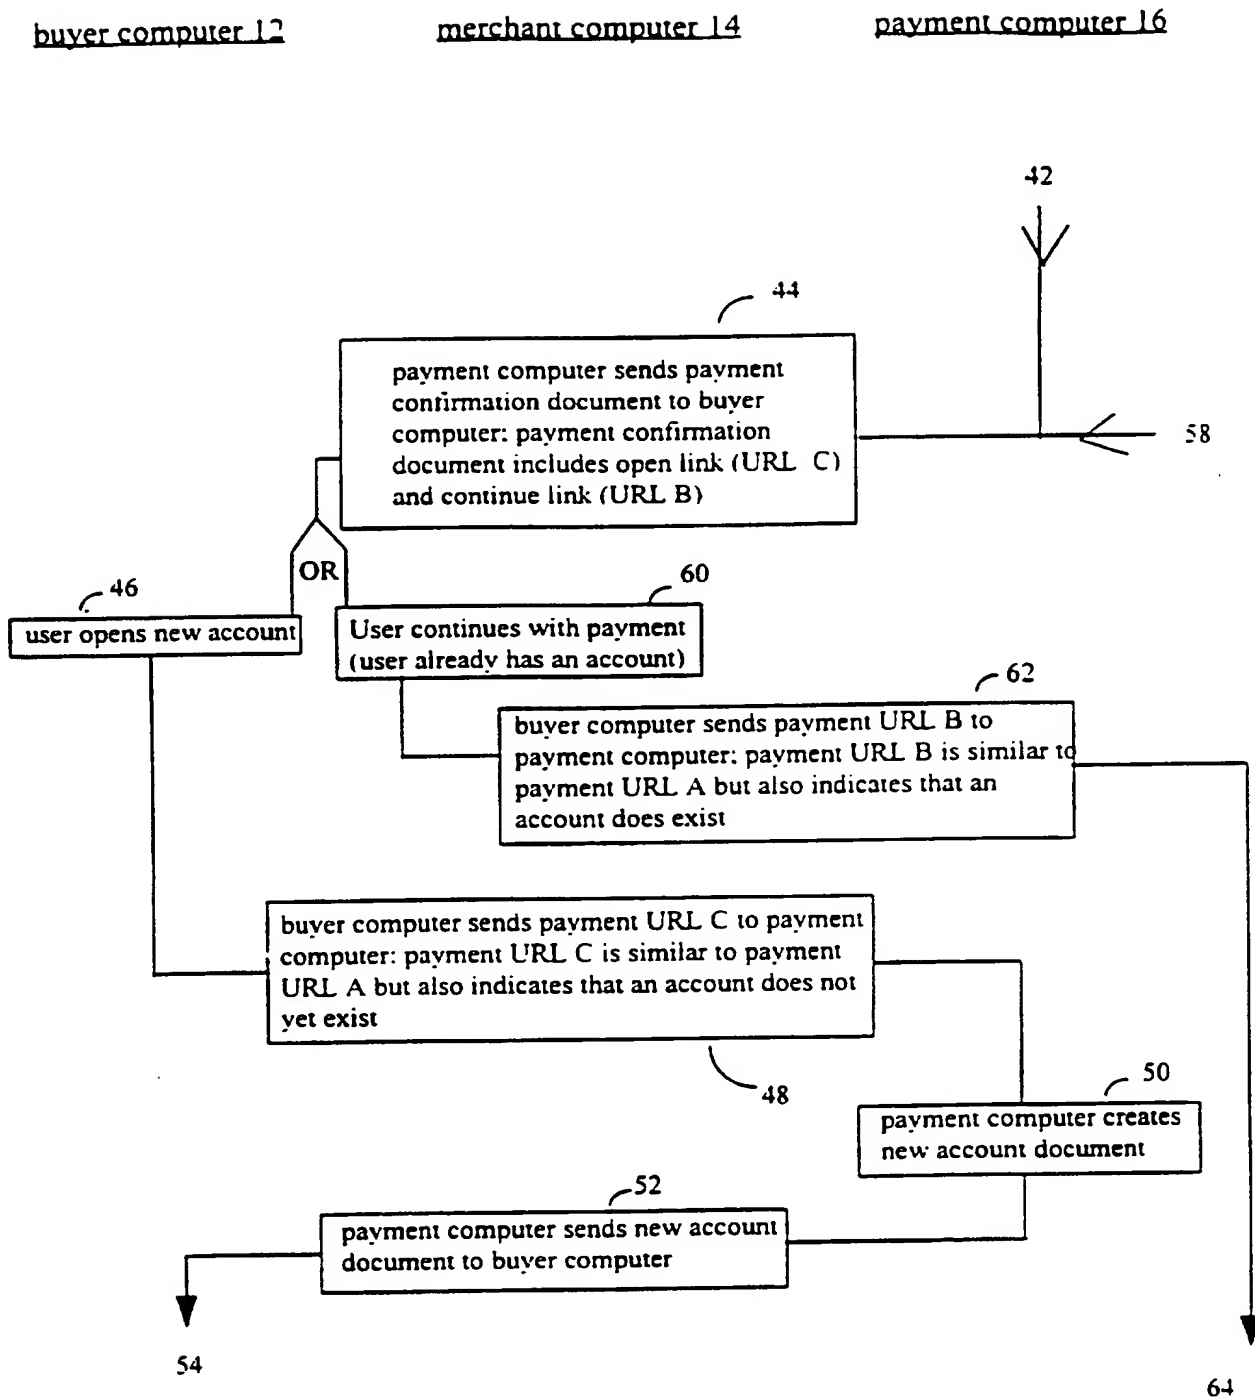 buyer computer 12 merchant computer 14 payment computer 16
42
44
payment computer sends payment
confirmation document to buyer
computer: payment confirmation
document includes open link (URL C)
and continue link (URL B)
58
OR
46
user opens new account
60
User continues with payment
(user already has an account)
62
buyer computer sends payment URL B to
payment computer: payment URL B is similar to
payment URL A but also indicates that an
account does exist
buyer computer sends payment URL C to payment
computer: payment URL C is similar to payment
URL A but also indicates that an account does not
yet exist
48
50
payment computer creates
new account document
52
payment computer sends new account
document to buyer computer
54
64